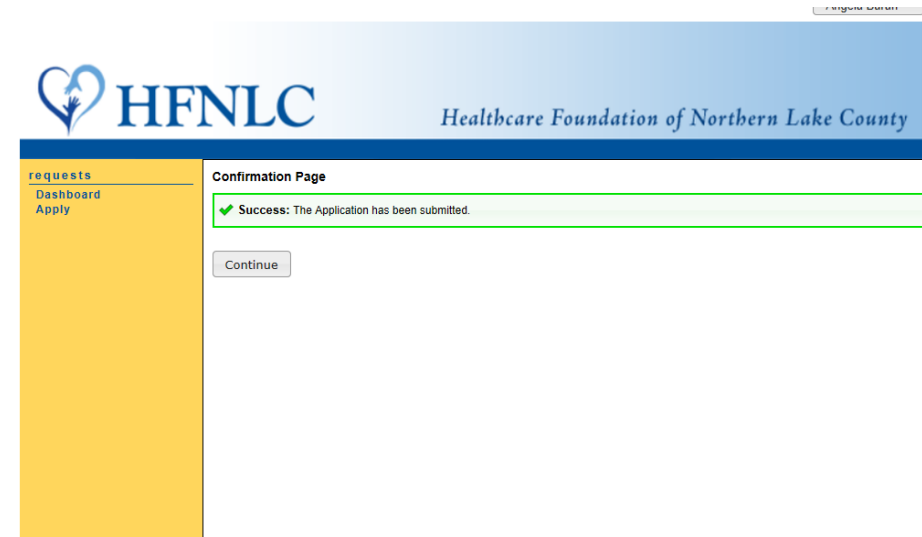 HFNLC
Healthcare Foundation of Northern Lake County
requests
Dashboard
Apply
Confirmation Page
Success: The Application has been submitted.
Continue